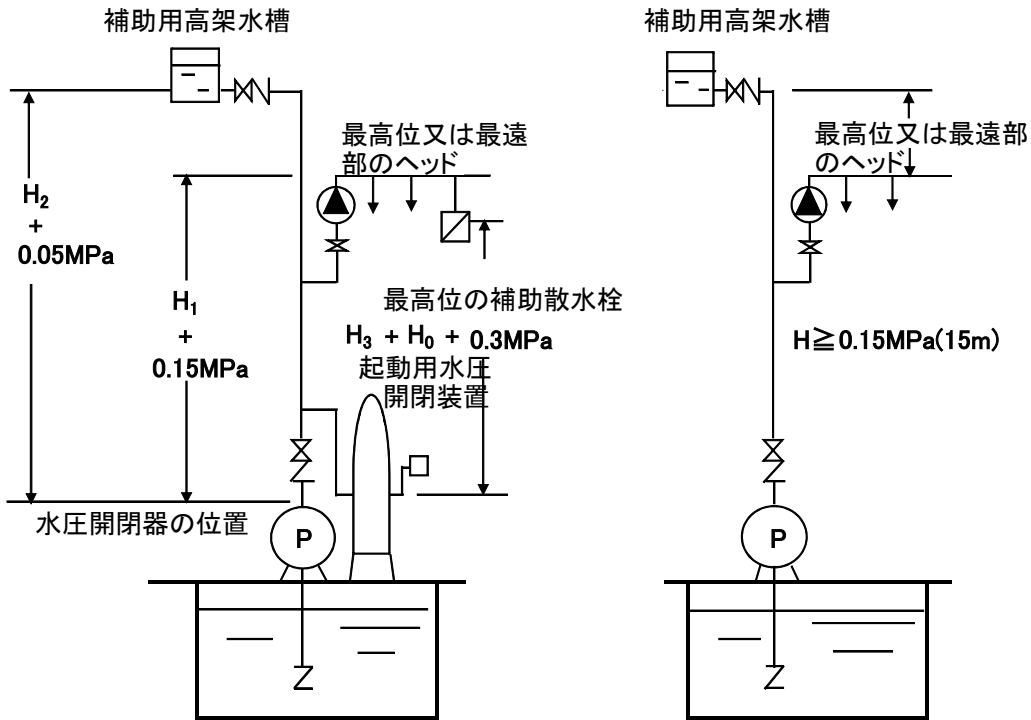 補助用高架水槽
最高位又は最遠
部のヘッド
H₂
+
0.05MPa
H₁
+
0.15MPa
最高位の補助散水栓
H₃ + H₀ + 0.3MPa
起動用水圧
開閉装置
水圧開閉器の位置
P
補助用高架水槽
最高位又は最遠部
のヘッド
H≧0.15MPa(15m)
P